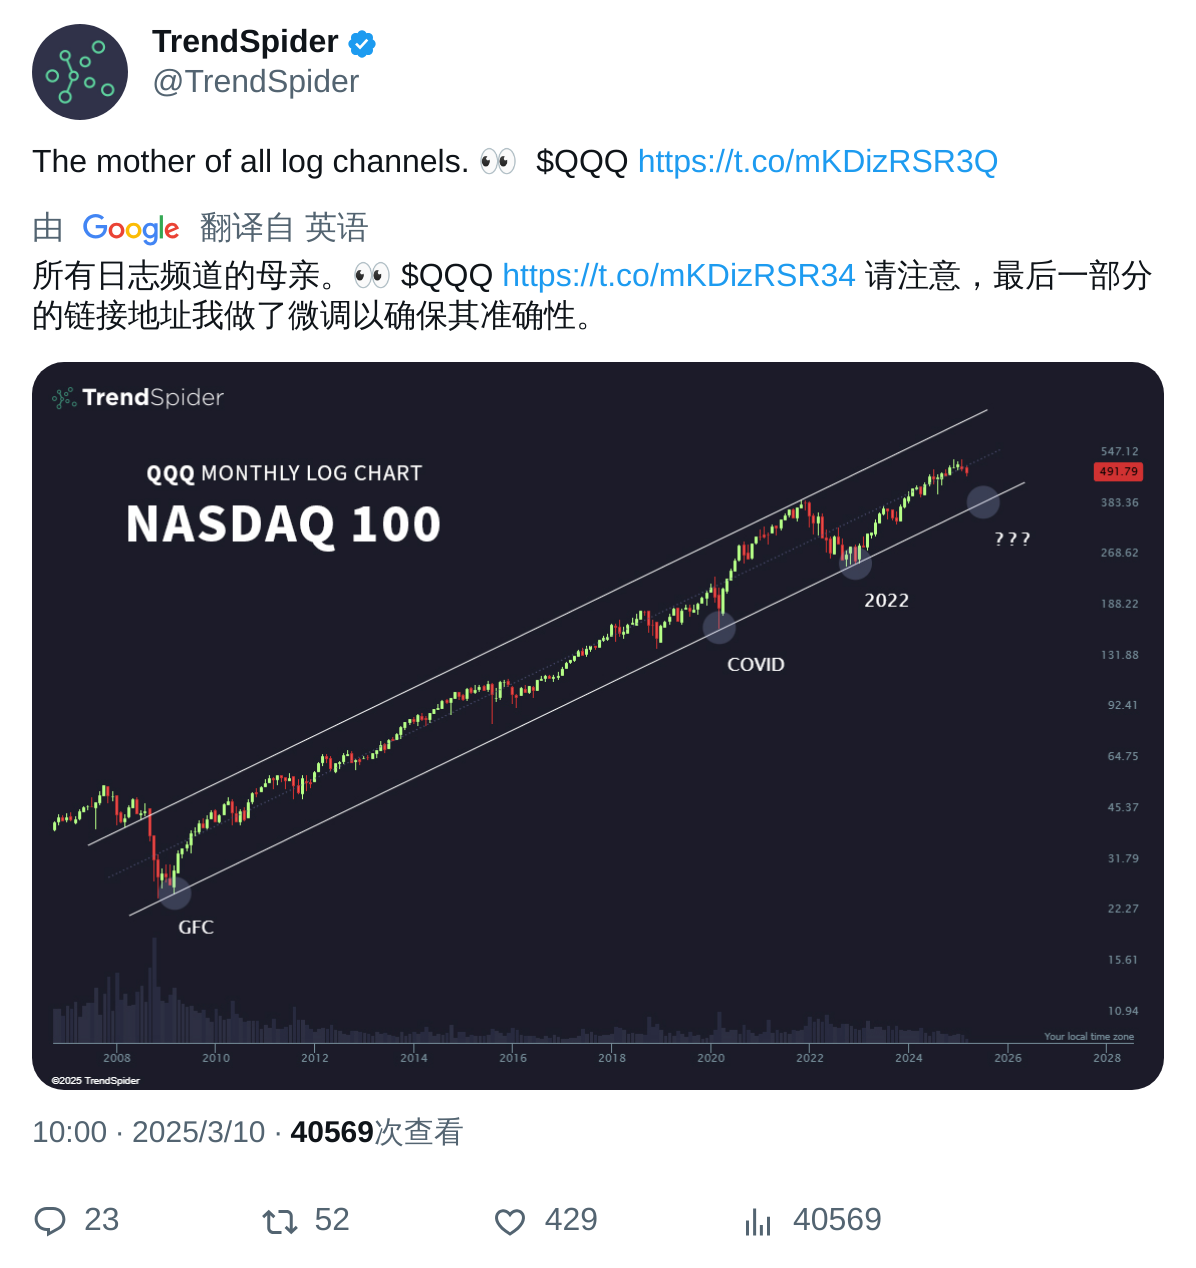 TrendSpider
@TrendSpider
The mother of all log channels. 👀 $QQQ https://t.co/mKDizRSR3Q
由 Google 翻译自 英语
所有日志频道的母亲。👀 $QQQ https://t.co/mKDizRSR34 请注意，最后一部分
的链接地址我做了微调以确保其准确性。
TrendSpider
QQQ MONTHLY LOG CHART
NASDAQ 100
547.12
491.79
383.36
???
268.62
2022
188.22
COVID
131.88
92.41
64.75
45.37
31.79
GFC
22.27
15.61
10.94
Your local time zone
2008 2010 2012 2014 2016 2018 2020 2022 2024 2026 2028
©2025 TrendSpider
10:00 · 2025/3/10 · 40569次查看
23 52 429 40569